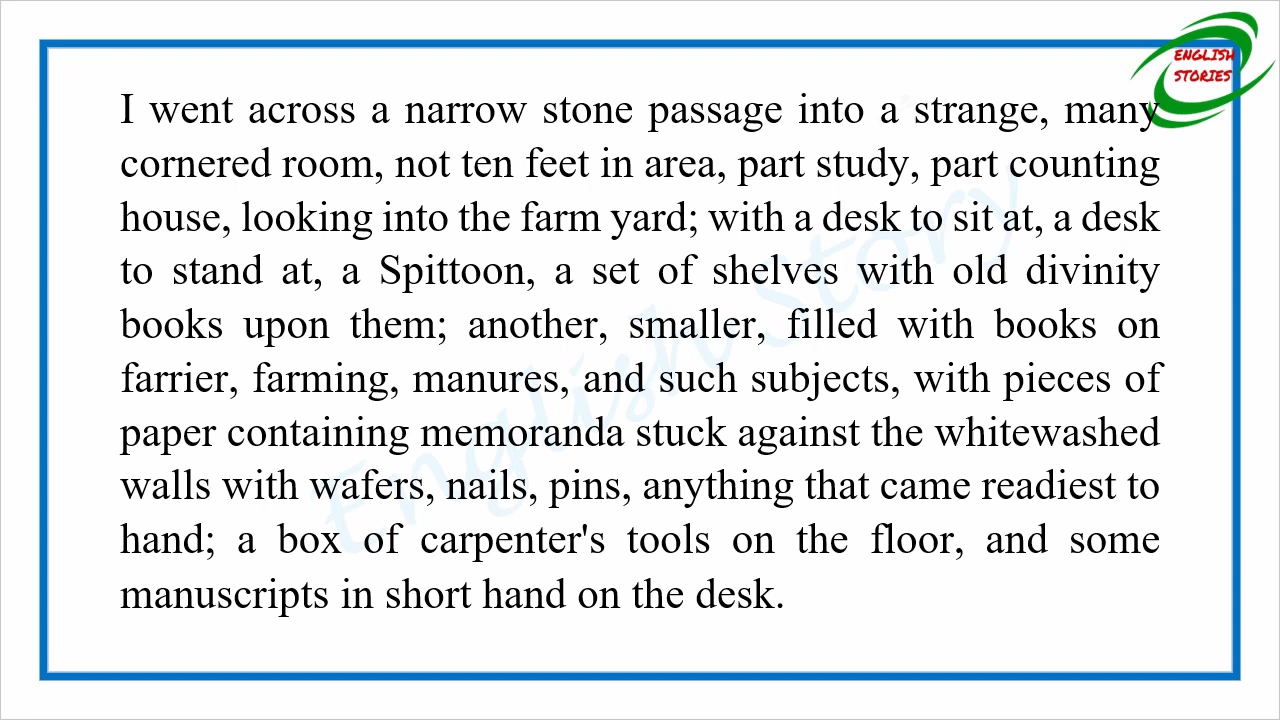 ENGLISH
STORIES
I went across a narrow stone passage into a strange, many
cornered room, not ten feet in area, part study, part counting
house, looking into the farm yard; with a desk to sit at, a desk
to stand at, a Spittoon, a set of shelves with old divinity
books upon them; another, smaller, filled with books on
farrier, farming, manures, and such subjects, with pieces of
paper containing memoranda stuck against the whitewashed
walls with wafers, nails, pins, anything that came readiest to
hand; a box of carpenter's tools on the floor, and some
manuscripts in short hand on the desk.
English Story